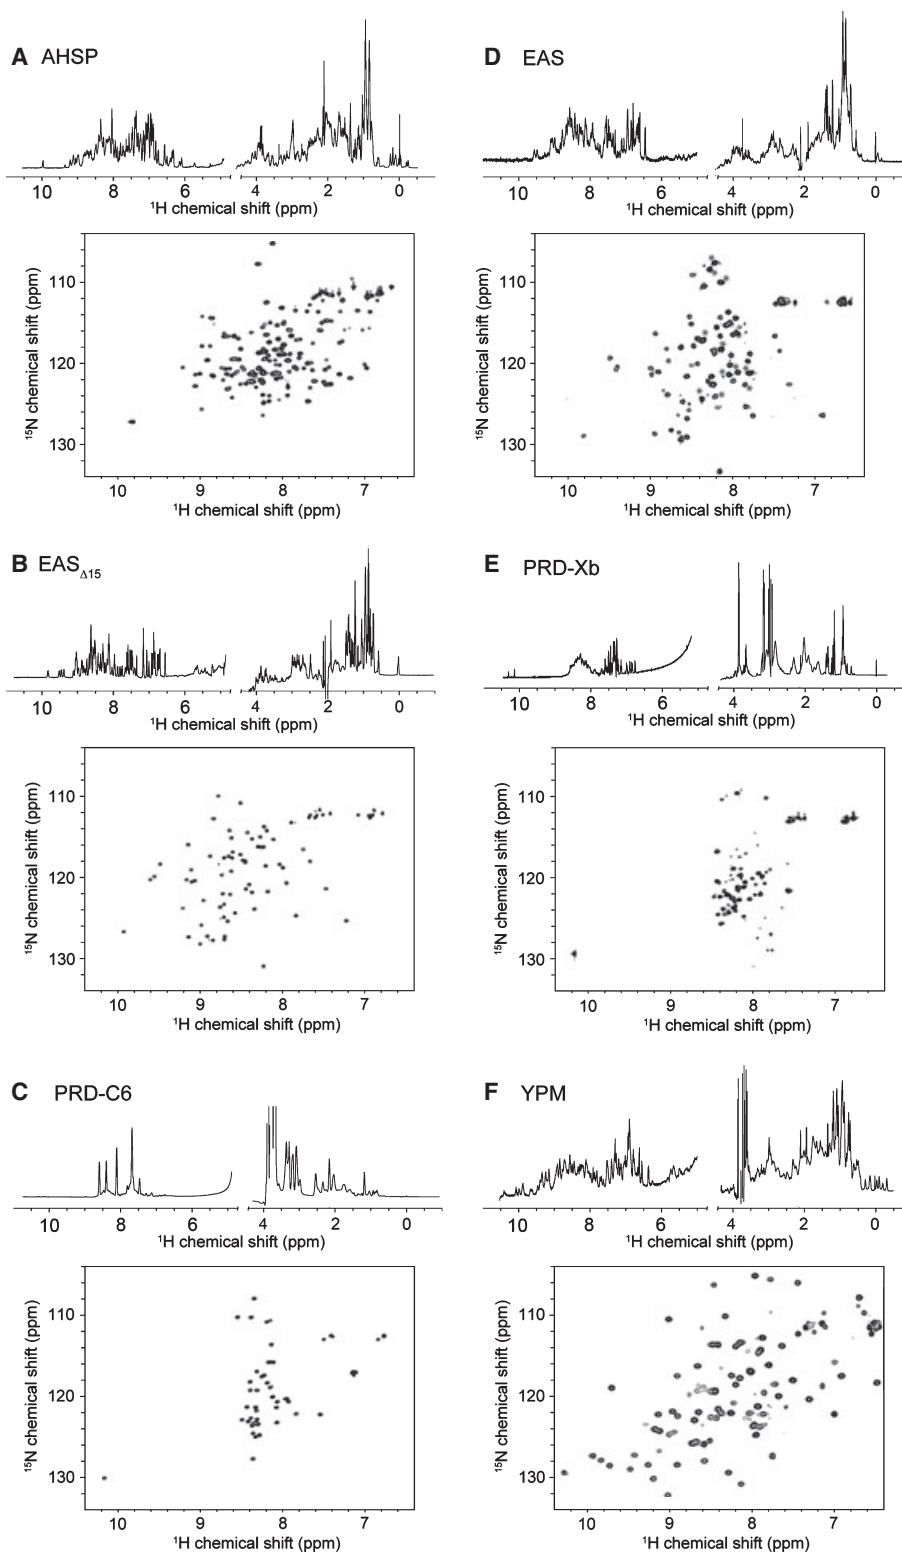 A AHSP
10 8 6 4 2 0
¹H chemical shift (ppm)
¹⁵N chemical shift (ppm)
110
120
130
10 9 8 7
¹H chemical shift (ppm)
B EAS Δ15
10 8 6 4 2 0
¹H chemical shift (ppm)
¹⁵N chemical shift (ppm)
110
120
130
10 9 8 7
¹H chemical shift (ppm)
C PRD-C6
10 8 6 4 2 0
¹H chemical shift (ppm)
¹⁵N chemical shift (ppm)
110
120
130
10 9 8 7
¹H chemical shift (ppm)
D EAS
10 8 6 4 2 0
¹H chemical shift (ppm)
¹⁵N chemical shift (ppm)
110
120
130
10 9 8 7
¹H chemical shift (ppm)
E PRD-Xb
10 8 6 4 2 0
¹H chemical shift (ppm)
¹⁵N chemical shift (ppm)
110
120
130
10 9 8 7
¹H chemical shift (ppm)
F YPM
10 8 6 4 2 0
¹H chemical shift (ppm)
¹⁵N chemical shift (ppm)
110
120
130
10 9 8 7
¹H chemical shift (ppm)